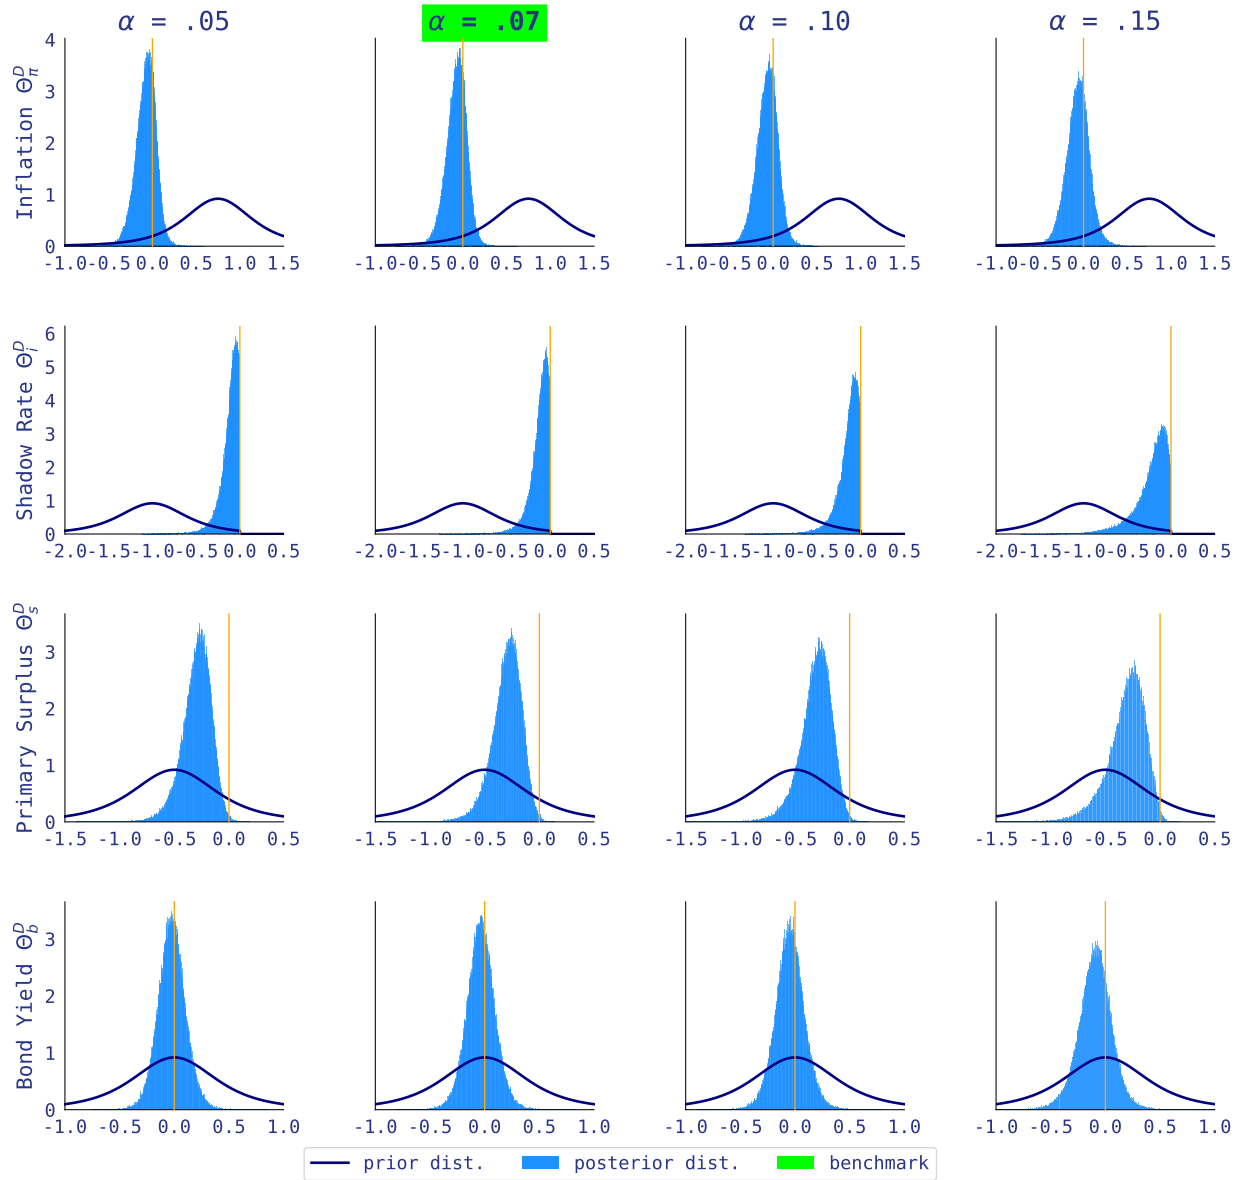 α = .05 α = .07 α = .10 α = .15
Inflation Θ_π^D
4
3
2
1
0
-1.0 -0.5 0.0 0.5 1.0 1.5 -1.0 -0.5 0.0 0.5 1.0 1.5 -1.0 -0.5 0.0 0.5 1.0 1.5 -1.0 -0.5 0.0 0.5 1.0 1.5
Shadow Rate Θ_i^D
6
5
4
3
2
1
0
-2.0 -1.5 -1.0 -0.5 0.0 0.5 -2.0 -1.5 -1.0 -0.5 0.0 0.5 -2.0 -1.5 -1.0 -0.5 0.0 0.5 -2.0 -1.5 -1.0 -0.5 0.0 0.5
Primary Surplus Θ_s^D
3
2
1
0
-1.5 -1.0 -0.5 0.0 0.5 -1.5 -1.0 -0.5 0.0 0.5 -1.5 -1.0 -0.5 0.0 0.5 -1.5 -1.0 -0.5 0.0 0.5
Bond Yield Θ_b^D
3
2
1
0
-1.0 -0.5 0.0 0.5 1.0 -1.0 -0.5 0.0 0.5 1.0 -1.0 -0.5 0.0 0.5 1.0 -1.0 -0.5 0.0 0.5 1.0
prior dist. posterior dist. benchmark